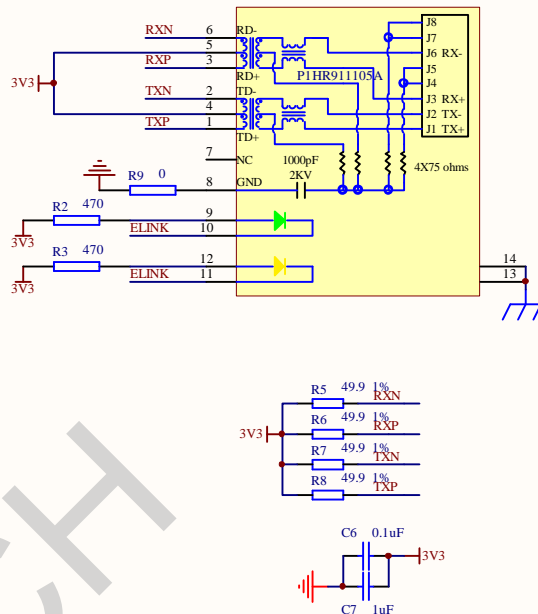 RXN 6 RD- J8
J7
5 J6 RX-
RXP 3 J5
3V3 RD+ P1HR911105A J4
TXN 2 TD- J3 RX+
4 J2 TX-
TXP 1 J1 TX+
TD+
7 NC 1000pF 4X75 ohms
R9 0 8 GND 2KV
R2 470 9
ELINK 10
3V3
R3 470 12 14
ELINK 11 13
3V3
R5 49.9 1% RXN
R6 49.9 1% RXP
3V3
R7 49.9 1% TXN
R8 49.9 1% TXP
C6 0.1uF
3V3
C7 1uF
CH